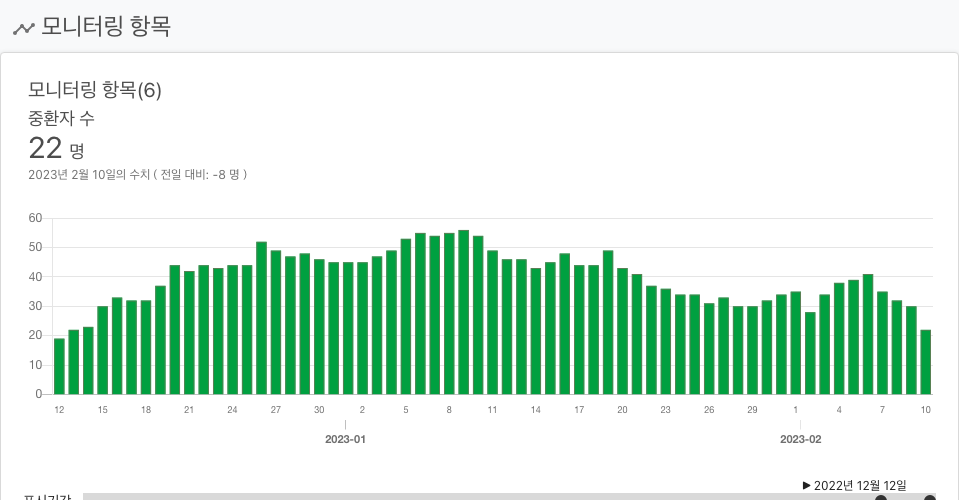 모니터링 항목
모니터링 항목(6)
중환자 수
22 명
2023년 2월 10일의 수치 ( 전일 대비: -8 명 )
60
50
40
30
20
10
0
12 15 18 21 24 27 30 2 5 8 11 14 17 20 23 26 29 1 4 7 10
2023-01 2023-02
▶ 2022년 12월 12일
표시기간